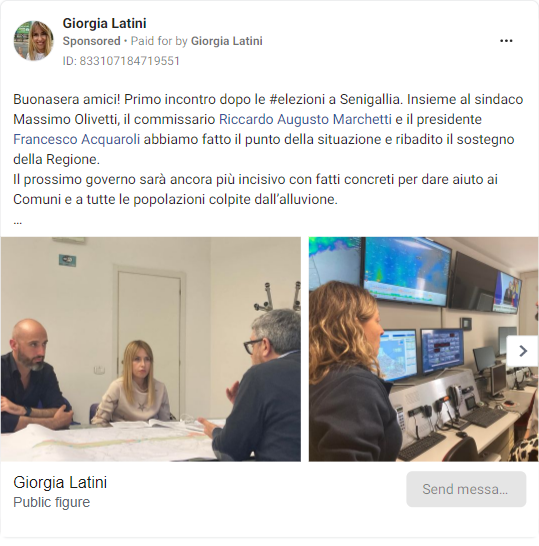 Giorgia Latini
Sponsored • Paid for by Giorgia Latini
ID: 833107184719551
Buonasera amici! Primo incontro dopo le #elezioni a Senigallia. Insieme al sindaco
Massimo Olivetti, il commissario Riccardo Augusto Marchetti e il presidente
Francesco Acquaroli abbiamo fatto il punto della situazione e ribadito il sostegno
della Regione.
Il prossimo governo sarà ancora più incisivo con fatti concreti per dare aiuto ai
Comuni e a tutte le popolazioni colpite dall’alluvione.
...
Giorgia Latini
Public figure
Send messa...